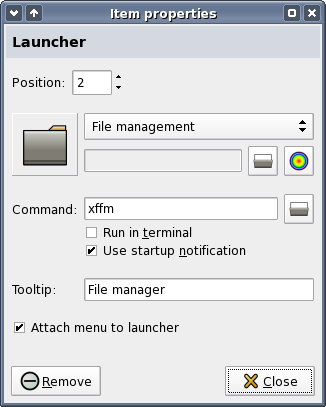 Item properties
Launcher
Position: 2
File management
Command: xffm
Run in terminal
Use startup notification
Tooltip: File manager
Attach menu to launcher
Remove Close